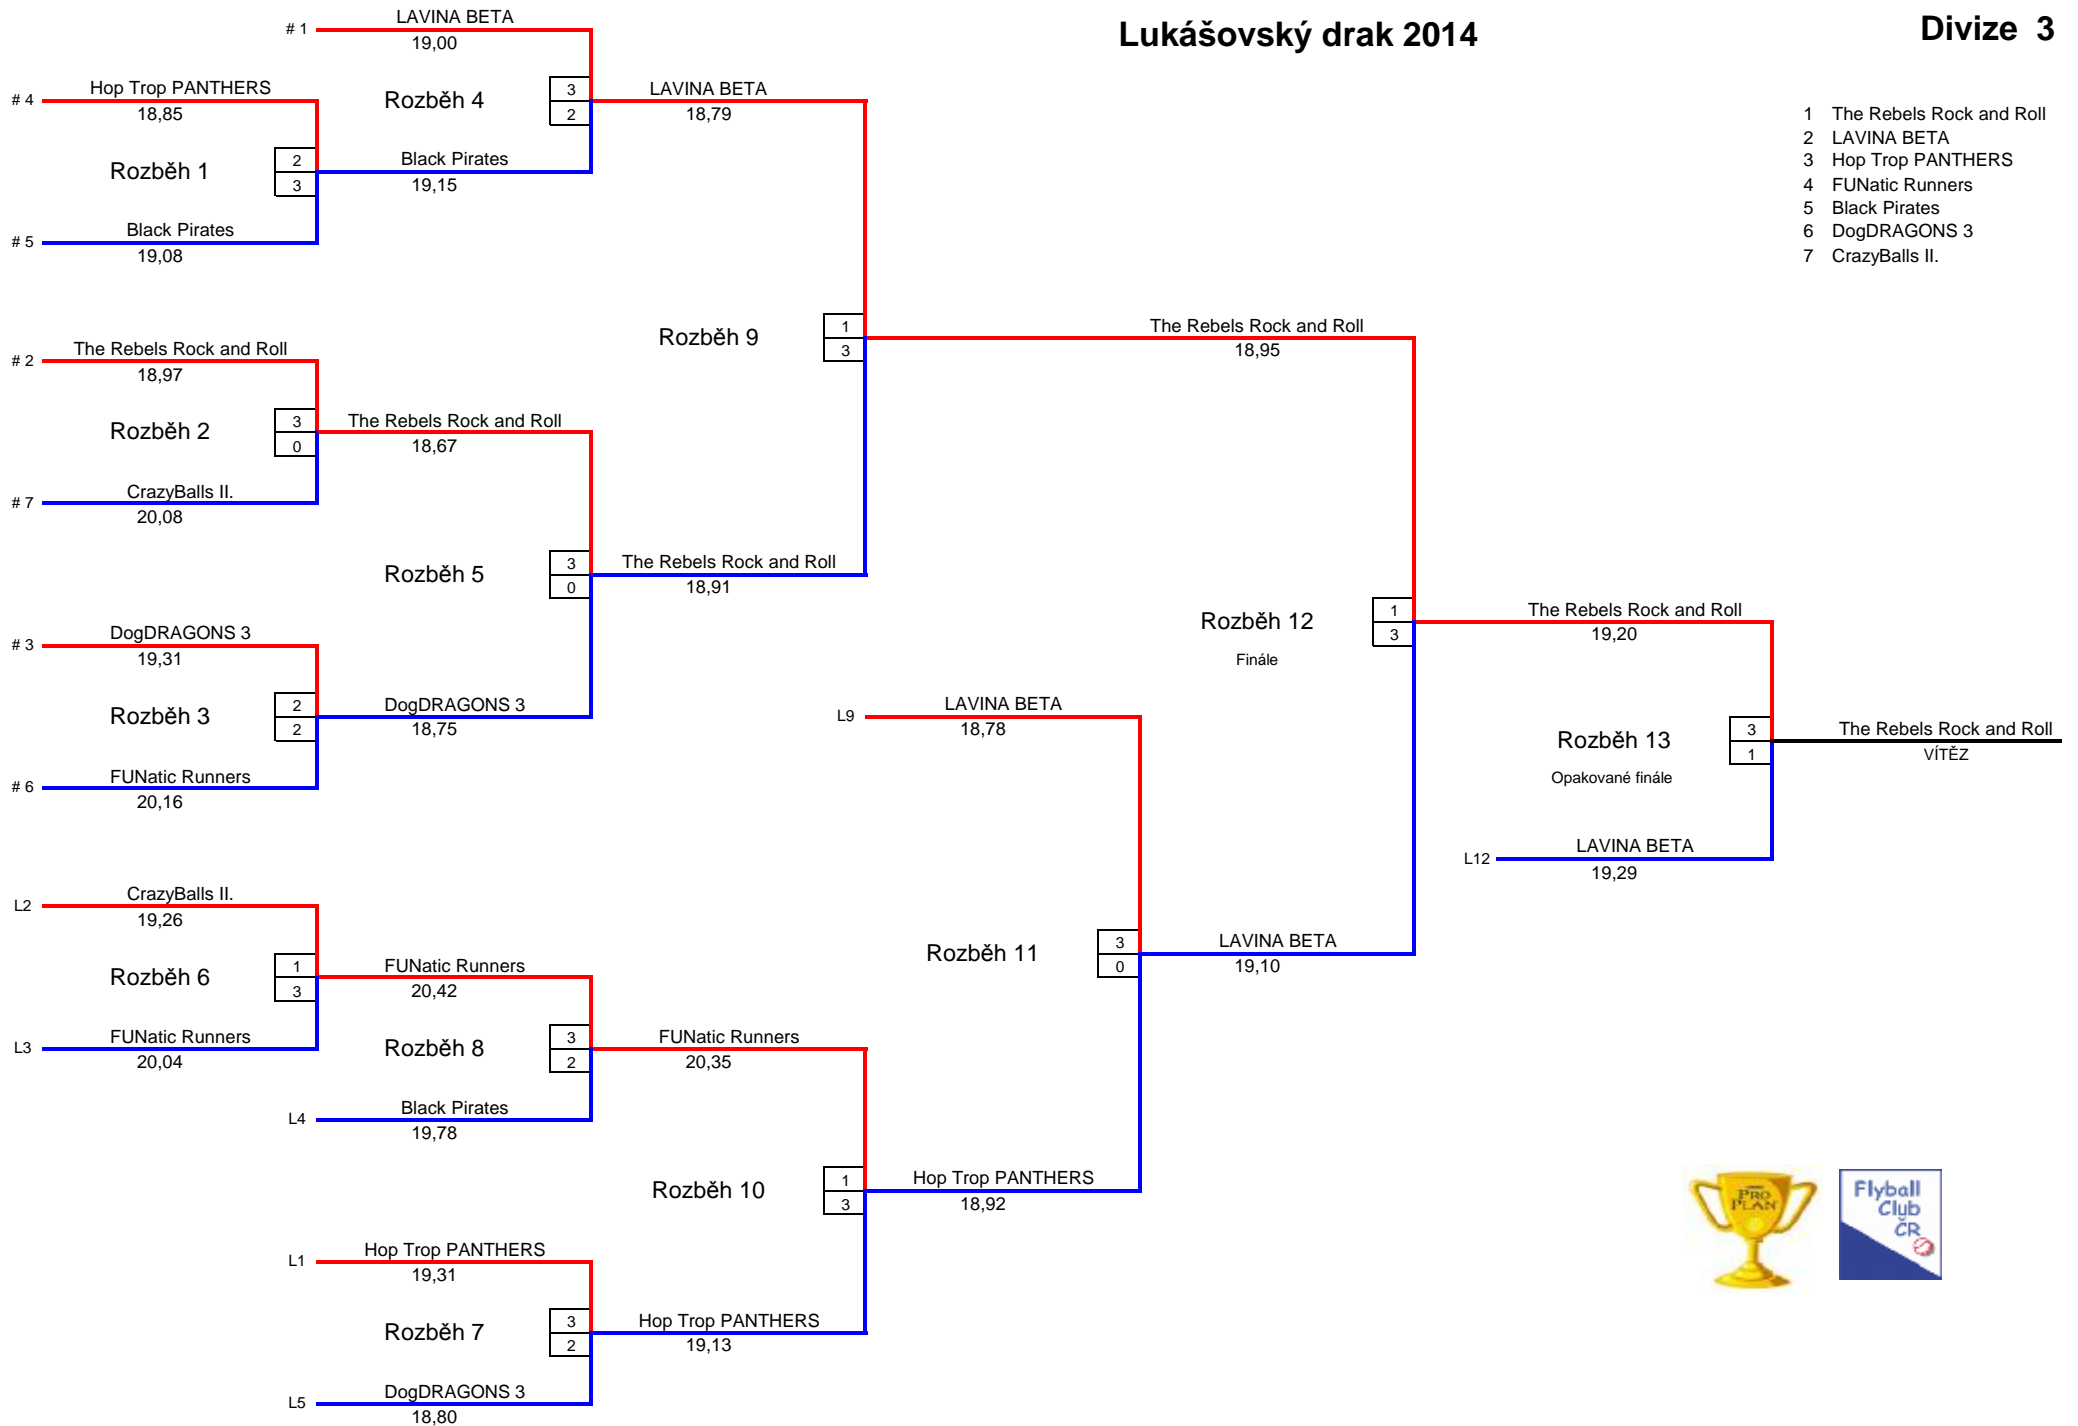 Lukášovský drak 2014
Divize 3
1 The Rebels Rock and Roll
2 LAVINA BETA
3 Hop Trop PANTHERS
4 FUNatic Runners
5 Black Pirates
6 DogDRAGONS 3
7 CrazyBalls II.
# 1
LAVINA BETA
19,00
# 4
Hop Trop PANTHERS
18,85
Rozběh 1
2
3
# 5
Black Pirates
19,08
Rozběh 4
3
2
Black Pirates
19,15
LAVINA BETA
18,79
# 2
The Rebels Rock and Roll
18,97
Rozběh 2
3
0
# 7
CrazyBalls II.
20,08
The Rebels Rock and Roll
18,67
Rozběh 5
3
0
# 3
DogDRAGONS 3
19,31
Rozběh 3
2
2
# 6
FUNatic Runners
20,16
DogDRAGONS 3
18,75
The Rebels Rock and Roll
18,91
Rozběh 9
1
3
The Rebels Rock and Roll
18,95
L2
CrazyBalls II.
19,26
Rozběh 6
1
3
L3
FUNatic Runners
20,04
FUNatic Runners
20,42
Rozběh 8
3
2
L4
Black Pirates
19,78
FUNatic Runners
20,35
Rozběh 10
1
3
L1
Hop Trop PANTHERS
19,31
Rozběh 7
3
2
L5
DogDRAGONS 3
18,80
Hop Trop PANTHERS
19,13
Hop Trop PANTHERS
18,92
L9
LAVINA BETA
18,78
Rozběh 11
3
0
LAVINA BETA
19,10
Rozběh 12
Finále
1
3
The Rebels Rock and Roll
19,20
Rozběh 13
Opakované finále
3
1
L12
LAVINA BETA
19,29
The Rebels Rock and Roll
VÍTĚZ
PRO
PLAN
Flyball
Club
ČR